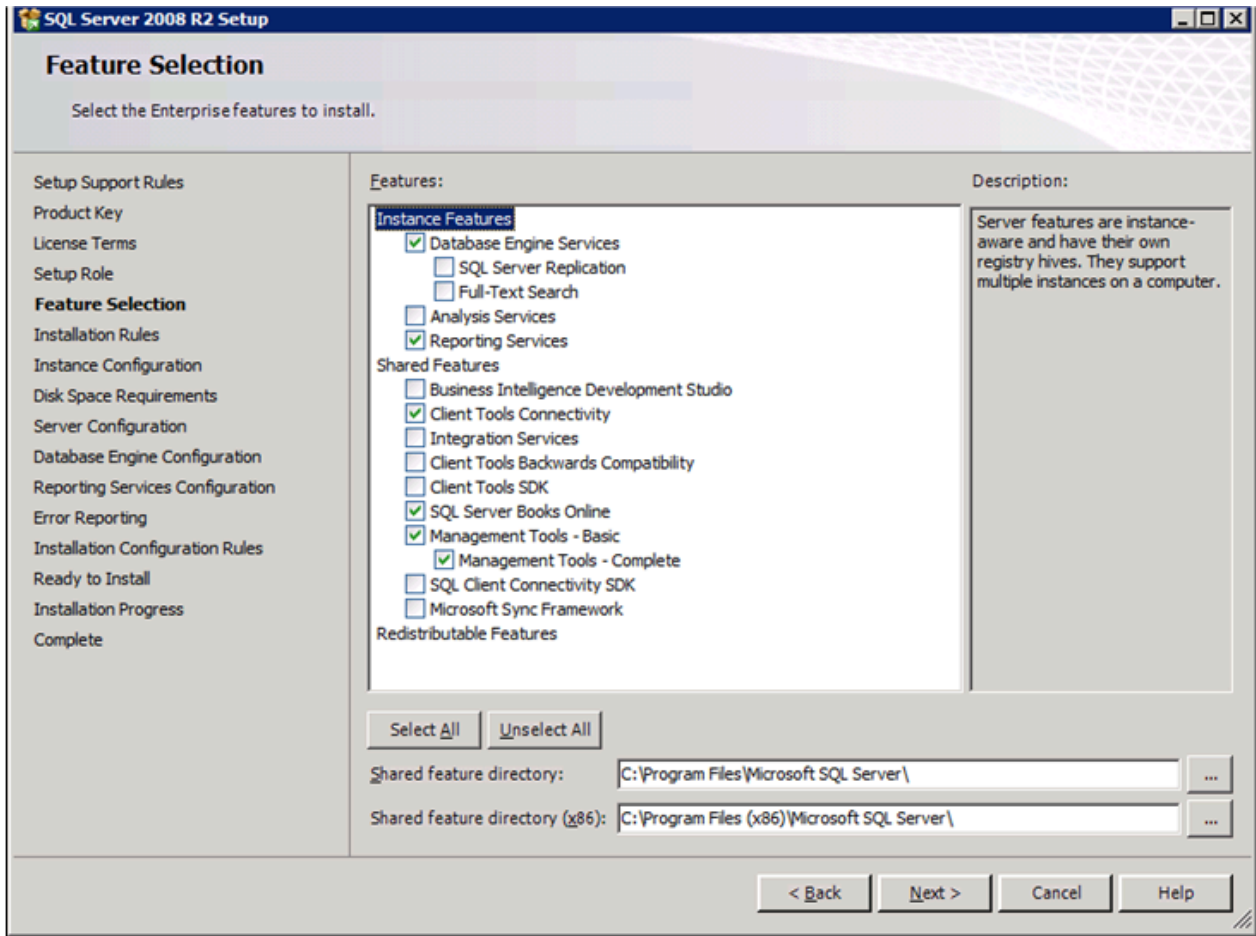 SQL Server 2008 R2 Setup
Feature Selection
Select the Enterprise features to install.
Setup Support Rules
Product Key
License Terms
Setup Role
Feature Selection
Installation Rules
Instance Configuration
Disk Space Requirements
Server Configuration
Database Engine Configuration
Reporting Services Configuration
Error Reporting
Installation Configuration Rules
Ready to Install
Installation Progress
Complete
Features:
Instance Features
Database Engine Services
SQL Server Replication
Full-Text Search
Analysis Services
Reporting Services
Shared Features
Business Intelligence Development Studio
Client Tools Connectivity
Integration Services
Client Tools Backwards Compatibility
Client Tools SDK
SQL Server Books Online
Management Tools - Basic
Management Tools - Complete
SQL Client Connectivity SDK
Microsoft Sync Framework
Redistributable Features
Description:
Server features are instance-
aware and have their own
registry hives. They support
multiple instances on a computer.
Select All
Unselect All
Shared feature directory:
C:\Program Files\Microsoft SQL Server\
...
Shared feature directory (x86):
C:\Program Files (x86)\Microsoft SQL Server\
...
< Back
Next >
Cancel
Help